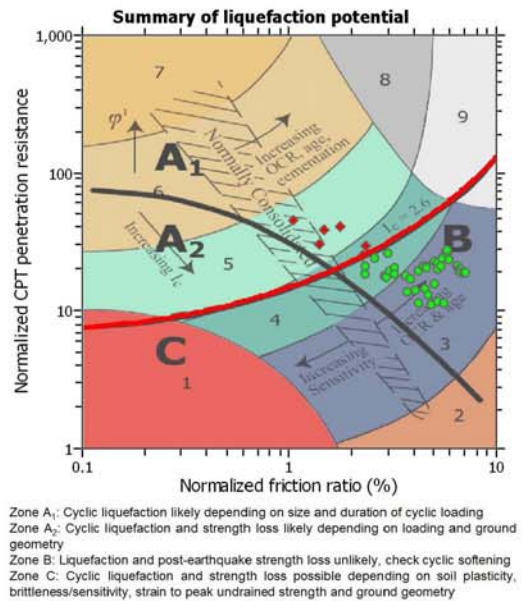 Summary of liquefaction potential
1,000
100
10
1
Normalized CPT penetration resistance
7
8
9
φ'
A1
Normally Consolidated
Increasing
OCR, age,
cementation
6
A2
Increasing Ic
5
Ic = 2.6
B
4
C
1
Increasing
Sensitivity
Increasing
OCR & age
3
2
0.1
1
10
Normalized friction ratio (%)
Zone A1: Cyclic liquefaction likely depending on size and duration of cyclic loading
Zone A2: Cyclic liquefaction and strength loss likely depending on loading and ground
geometry
Zone B: Liquefaction and post-earthquake strength loss unlikely, check cyclic softening
Zone C: Cyclic liquefaction and strength loss possible depending on soil plasticity,
brittleness/sensitivity, strain to peak undrained strength and ground geometry